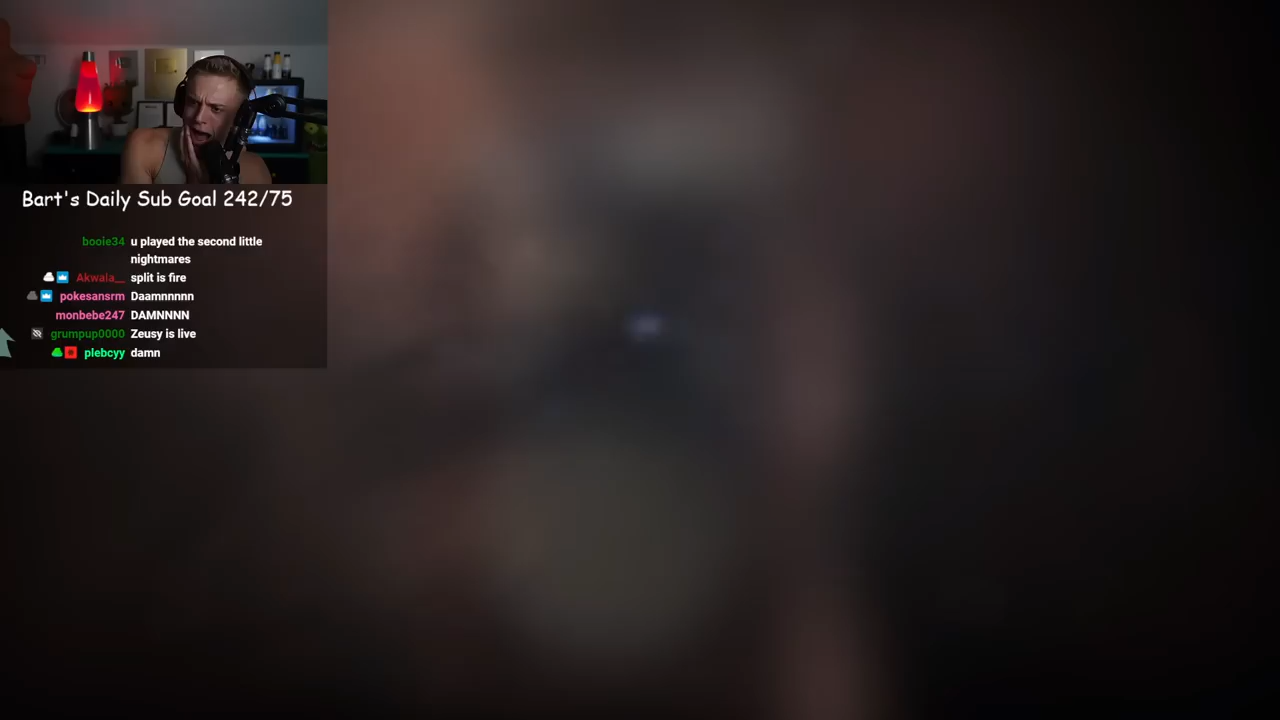 Bart's Daily Sub Goal 242/75
booie34 u played the second little
nightmares
Akwala__ split is fire
pokesansrm Daamnnnnn
monbebe247 DAMNNNN
grumpup0000 Zeusy is live
plebcyy damn